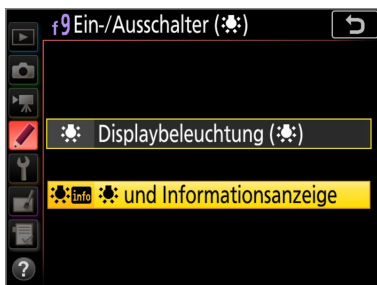 f9 Ein-/Ausschalter (☀)
Displaybeleuchtung (☀)
info ☀ und Informationsanzeige
?